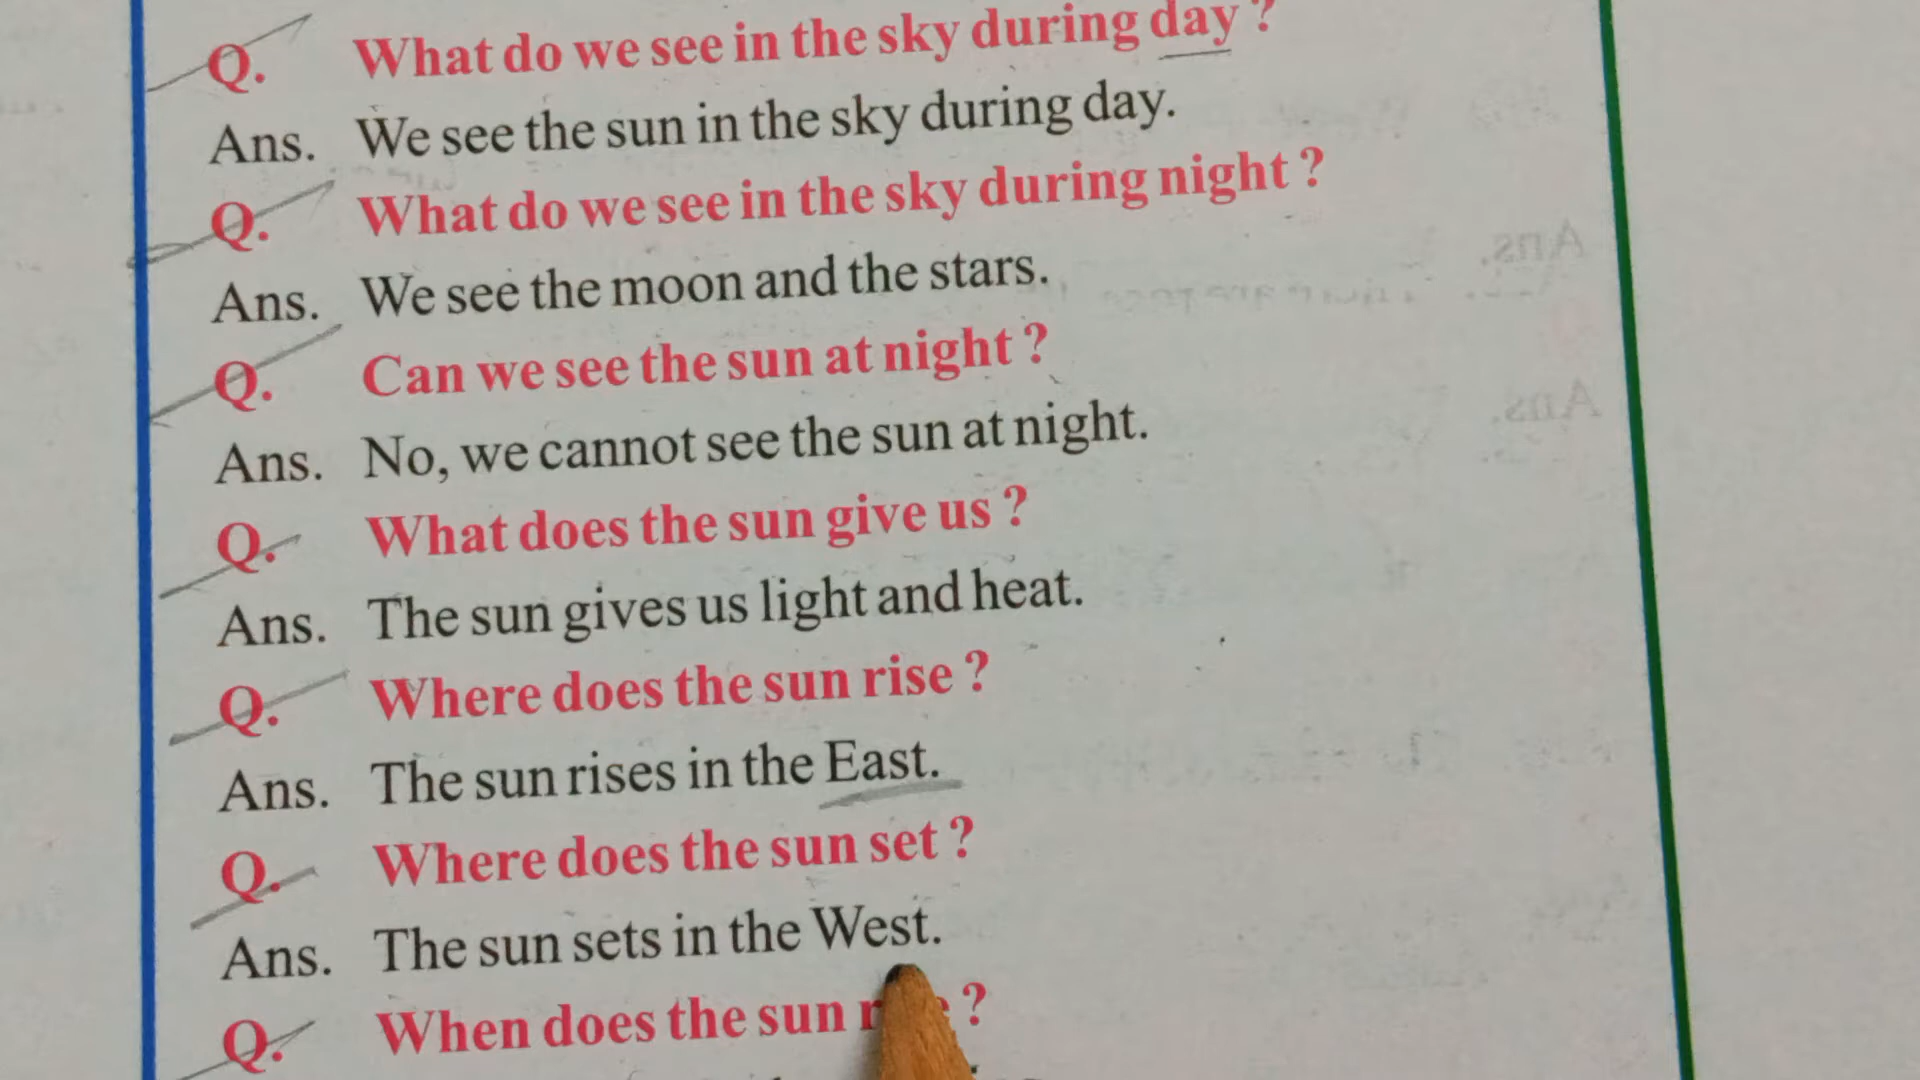 Q. What do we see in the sky during day ?
Ans. We see the sun in the sky during day.
Q. What do we see in the sky during night ?
Ans. We see the moon and the stars.
Q. Can we see the sun at night ?
Ans. No, we cannot see the sun at night.
Q. What does the sun give us ?
Ans. The sun gives us light and heat.
Q. Where does the sun rise ?
Ans. The sun rises in the East.
Q. Where does the sun set ?
Ans. The sun sets in the West.
Q. When does the sun ?